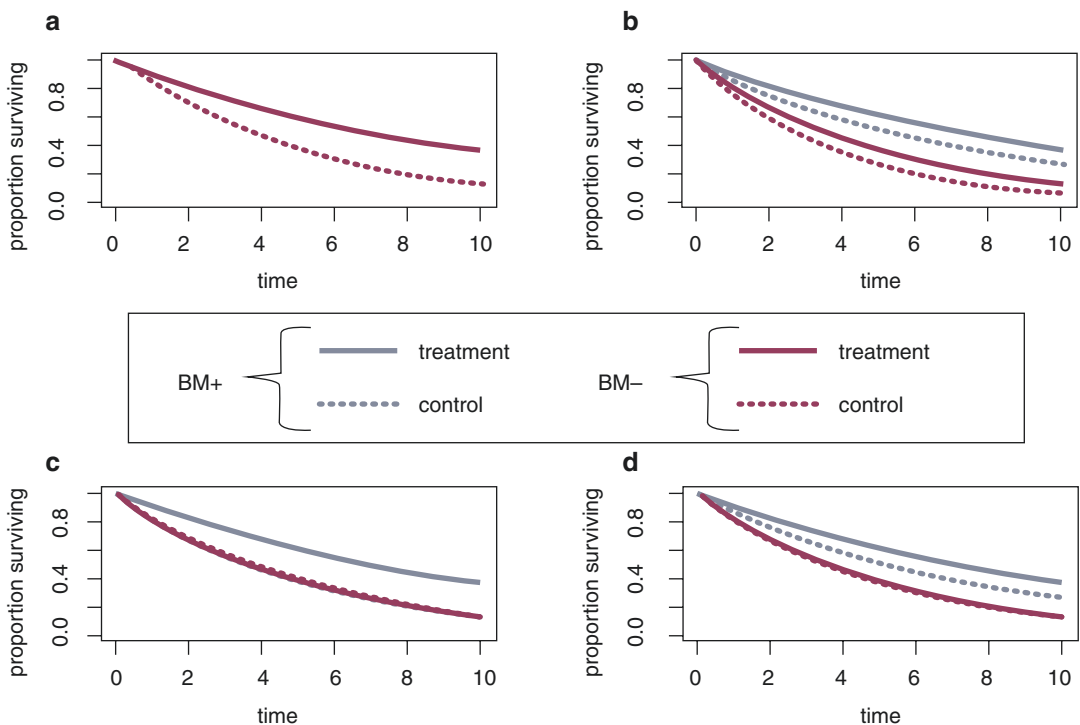 a
proportion surviving
0.8
0.4
0.0
0 2 4 6 8 10
time
b
proportion surviving
0.8
0.4
0.0
0 2 4 6 8 10
time
BM+
treatment
control
BM–
treatment
control
c
proportion surviving
0.8
0.4
0.0
0 2 4 6 8 10
time
d
proportion surviving
0.8
0.4
0.0
0 2 4 6 8 10
time